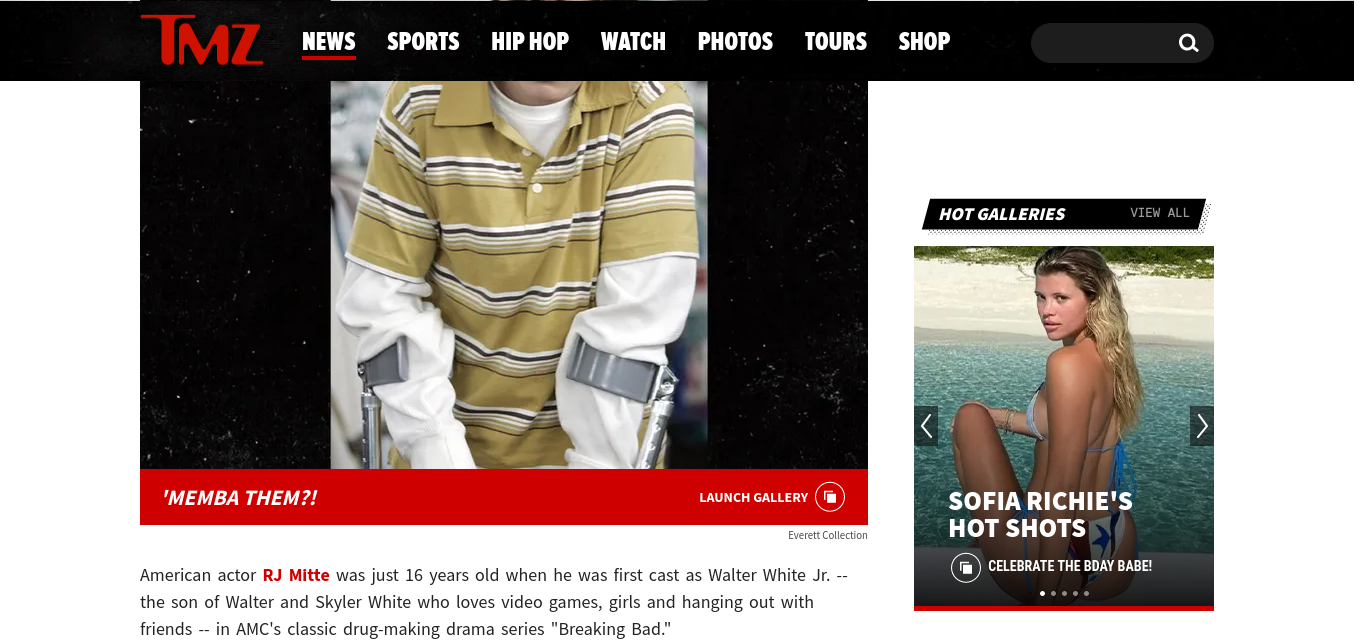 TMZ
NEWS SPORTS HIP HOP WATCH PHOTOS TOURS SHOP
'MEMBA THEM?!
LAUNCH GALLERY
Everett Collection
American actor RJ Mitte was just 16 years old when he was first cast as Walter White Jr. --
the son of Walter and Skyler White who loves video games, girls and hanging out with
friends -- in AMC's classic drug-making drama series "Breaking Bad."
HOT GALLERIES
VIEW ALL
SOFIA RICHIE'S
HOT SHOTS
CELEBRATE THE BDAY BABE!